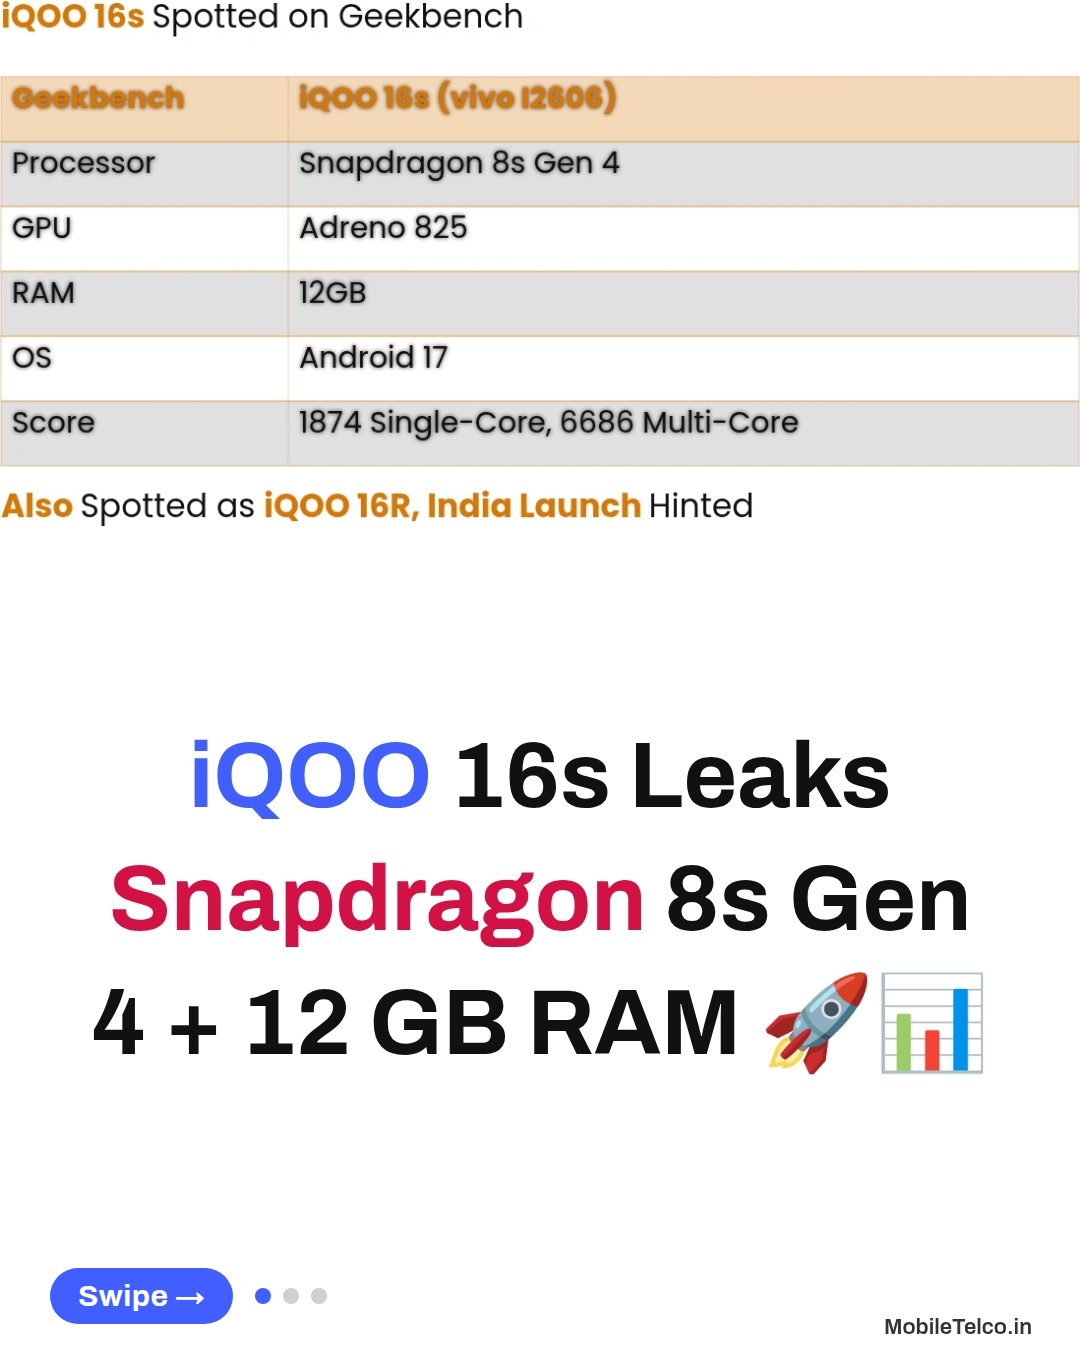 iQOO 16s Spotted on Geekbench
Geekbench iQOO 16s (vivo I2606)
Processor Snapdragon 8s Gen 4
GPU Adreno 825
RAM 12GB
OS Android 17
Score 1874 Single-Core, 6686 Multi-Core
Also Spotted as iQOO 16R, India Launch Hinted
iQOO 16s Leaks
Snapdragon 8s Gen
4 + 12 GB RAM 🚀📊
Swipe →
MobileTelco.in